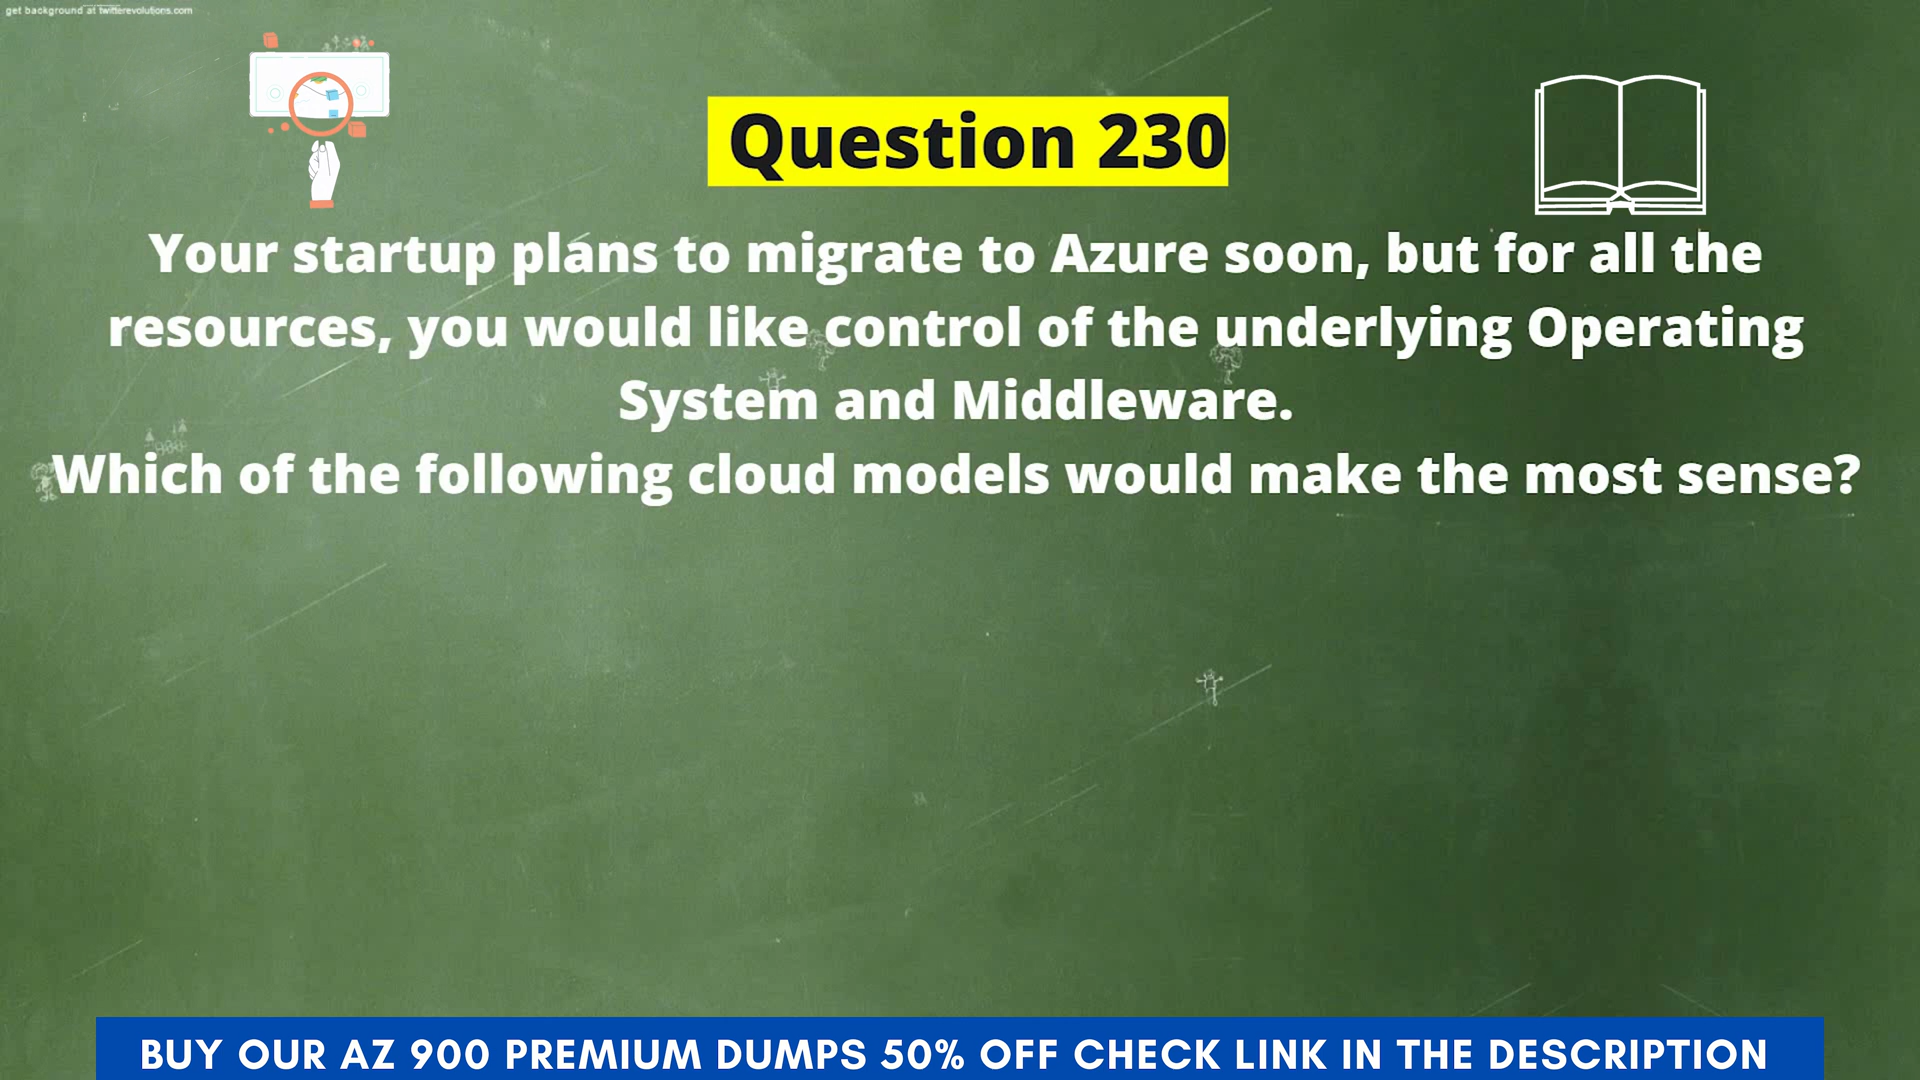 get background at twitterevolutions.com
Question 230
Your startup plans to migrate to Azure soon, but for all the
resources, you would like control of the underlying Operating
System and Middleware.
Which of the following cloud models would make the most sense?
BUY OUR AZ 900 PREMIUM DUMPS 50% OFF CHECK LINK IN THE DESCRIPTION